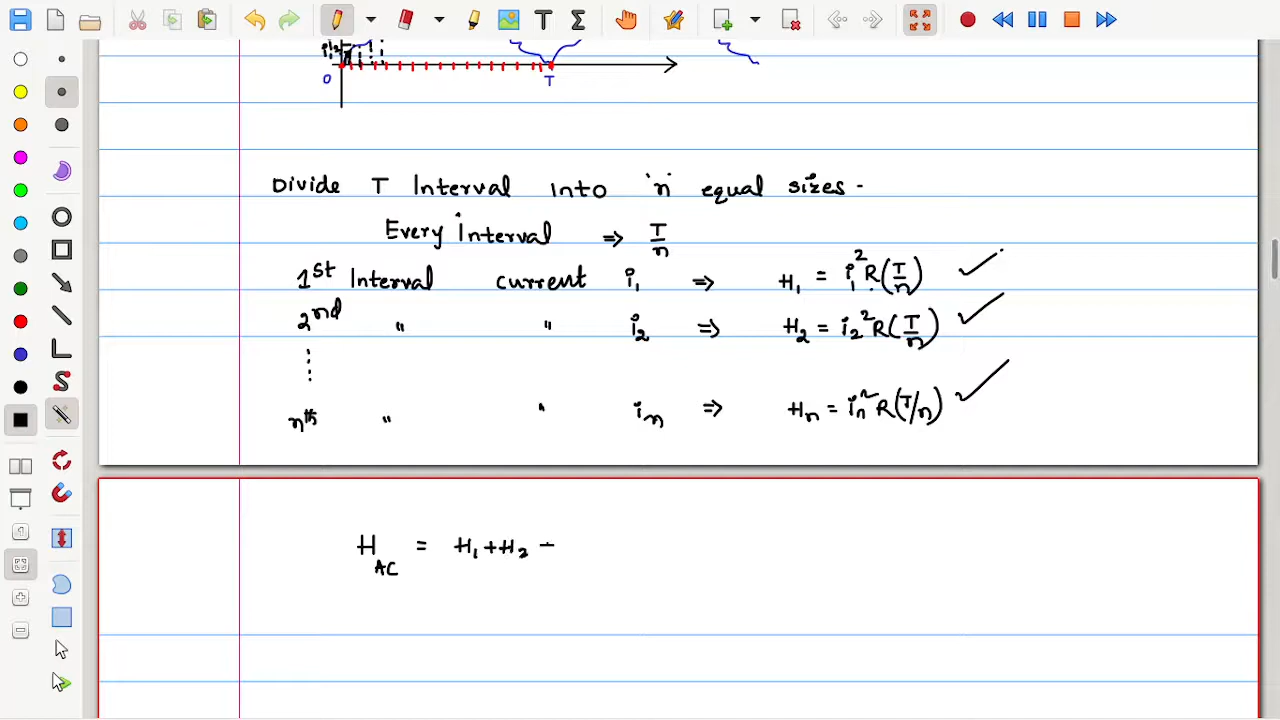 0 T
Divide T Interval into 'n' equal sizes.
Every interval ⇒ T/n
1st Interval current i₁ ⇒ H₁ = i₁²R(T/n) ✓
2nd " " i₂ ⇒ H₂ = i₂²R(T/n) ✓
⋮
nth " " iₙ ⇒ Hₙ = iₙ²R(T/n) ✓
H_AC = H₁+H₂ -